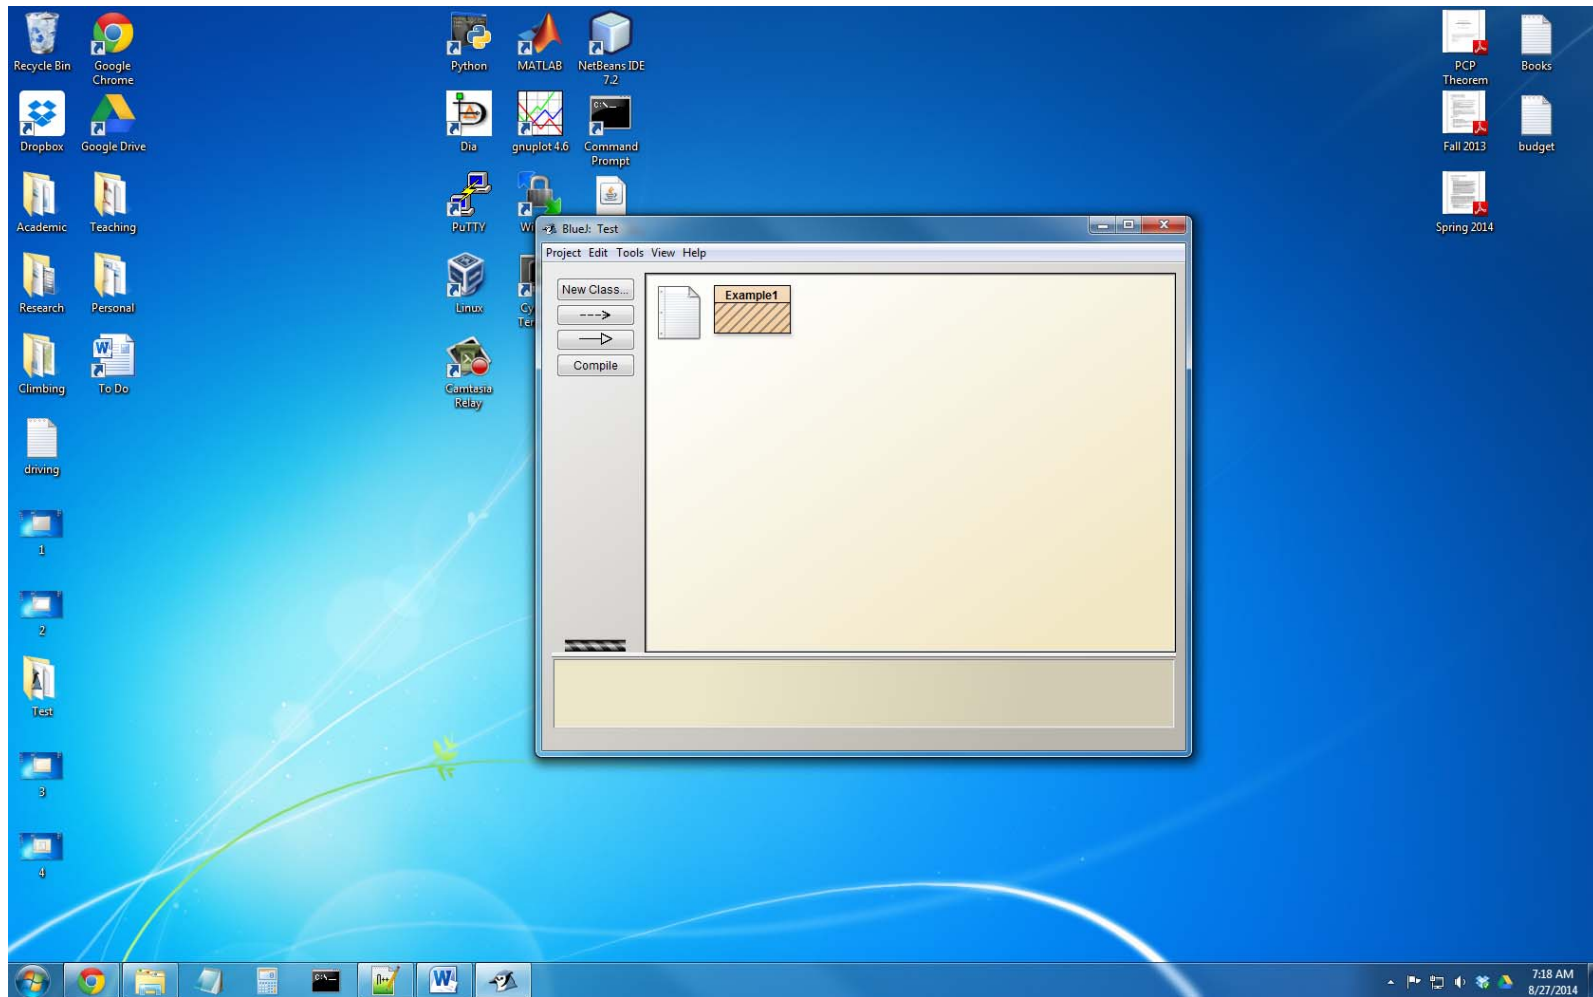 Recycle Bin
Google
Chrome
Python
MATLAB
NetBeans IDE
7.2
PCP
Theorem
Books
Dropbox
Google Drive
Dia
gnuplot 4.6
C:\_
Command
Prompt
Fall 2013
budget
Academic
Teaching
PuTTY
Spring 2014
BlueJ: Test
Project Edit Tools View Help
New Class...
Example1
Compile
Research
Personal
Linux
Climbing
To Do
Camtasia
Relay
driving
1
2
Test
3
4
7:18 AM
8/27/2014